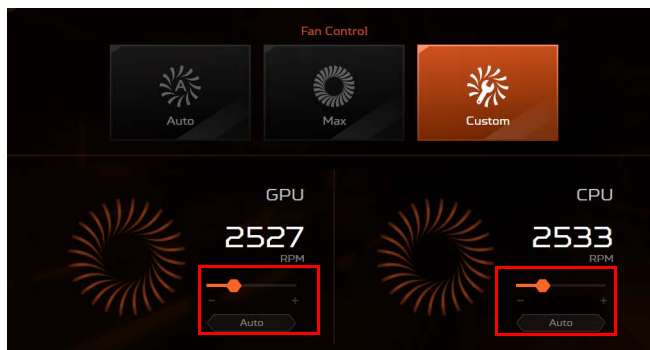 Fan Control
A
Auto
Max
Custom
GPU
2527
RPM
- +
Auto
CPU
2533
RPM
- +
Auto